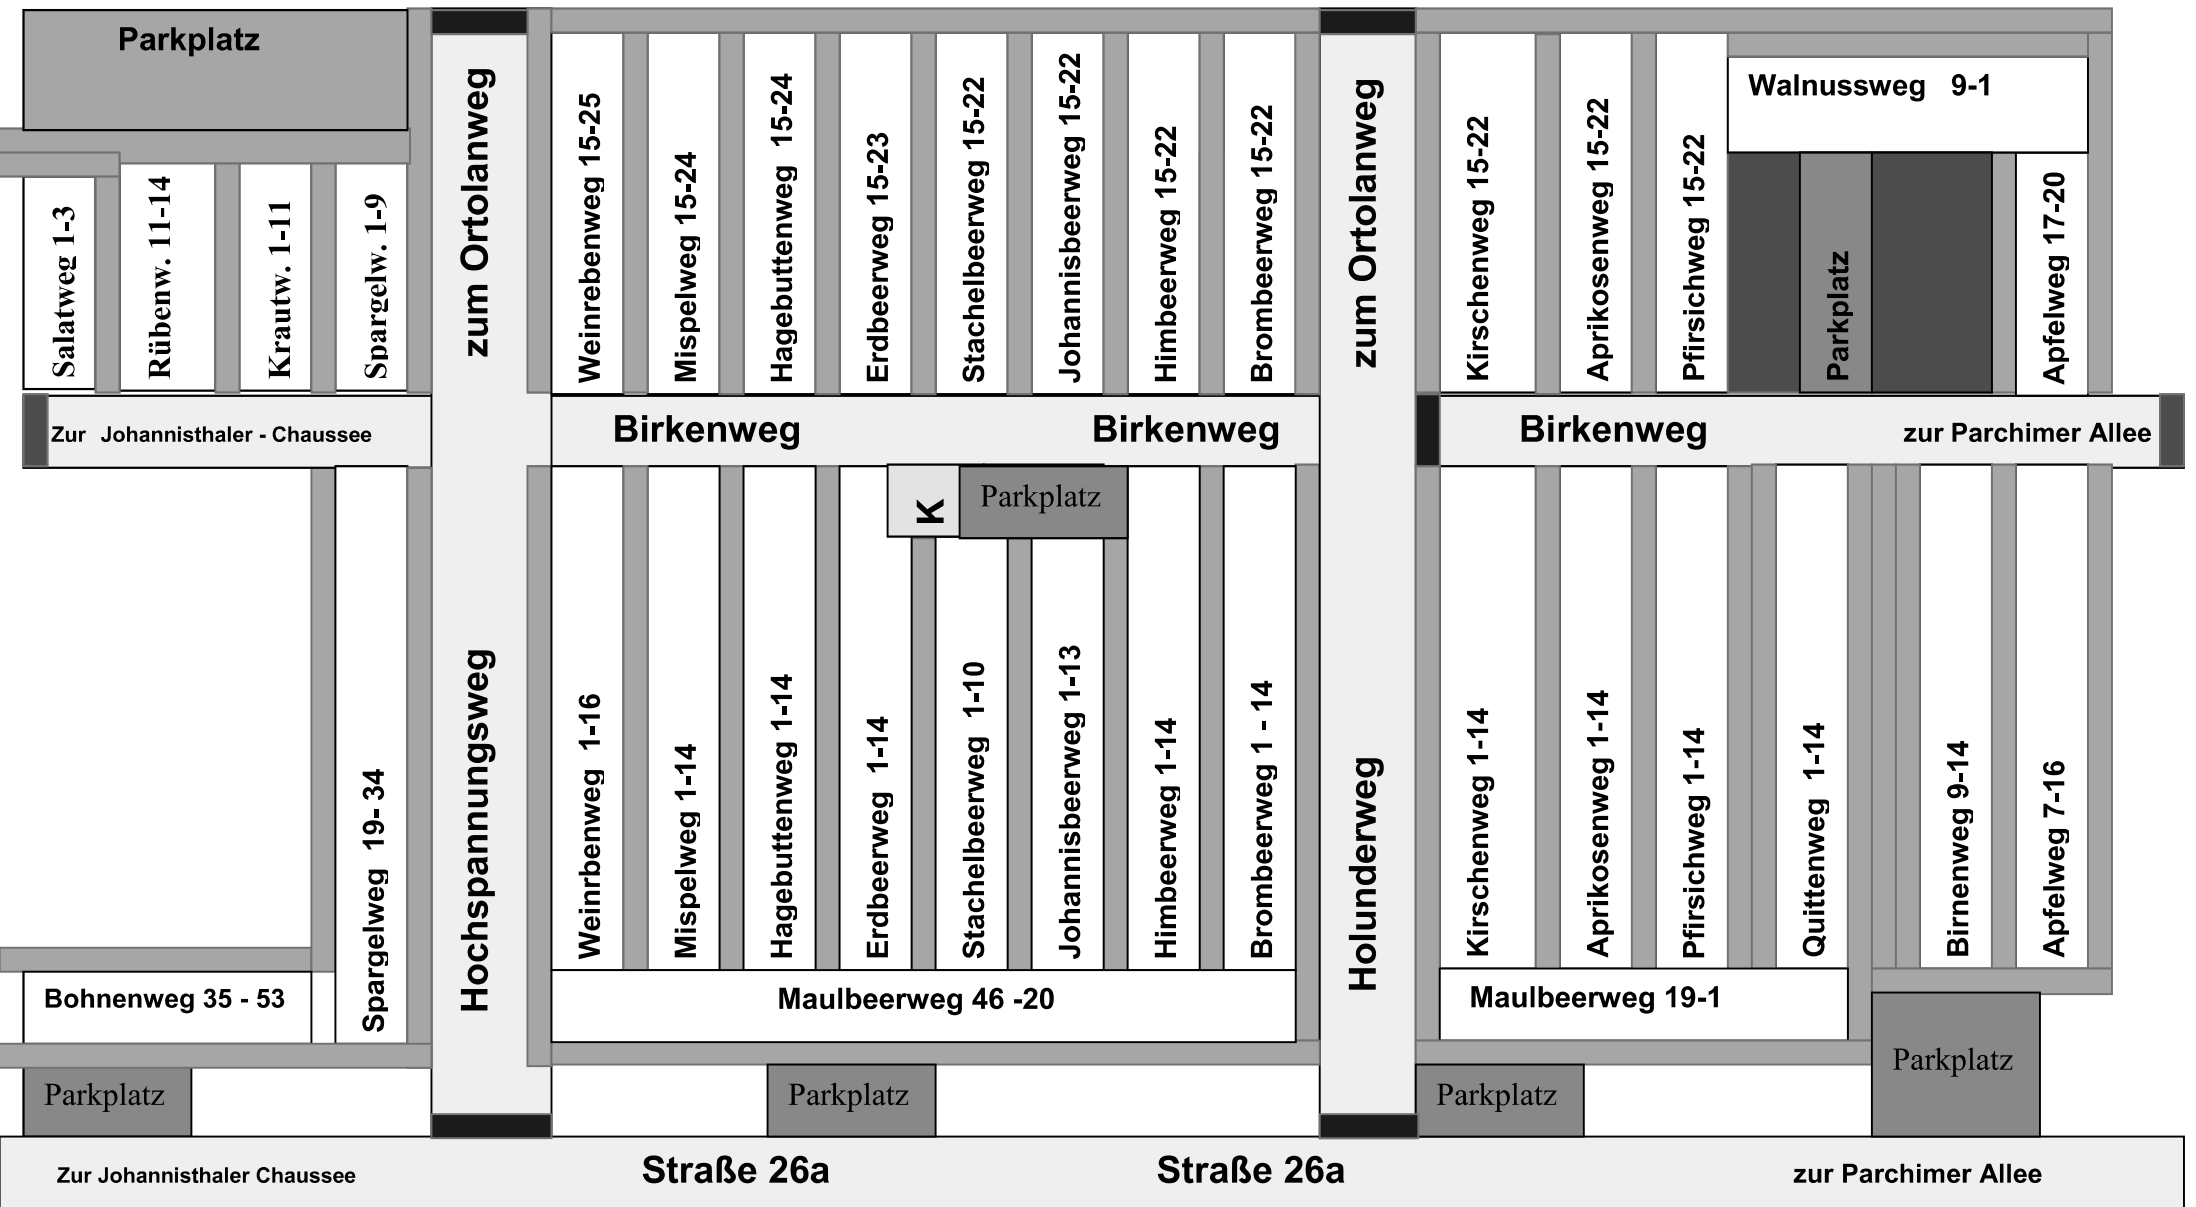 Parkplatz
Walnussweg 9-1
Salatweg 1-3
Rübenw. 11-14
Krautw. 1-11
Spargelw. 1-9
zum Ortolanweg
Weinrebenweg 15-25
Mispelweg 15-24
Hagebuttenweg 15-24
Erdbeerweg 15-23
Stachelbeerweg 15-22
Johannisbeerweg 15-22
Himbeerweg 15-22
Brombeerweg 15-22
zum Ortolanweg
Kirschenweg 15-22
Aprikosenweg 15-22
Pfirsichweg 15-22
Parkplatz
Apfelweg 17-20
Zur Johannisthaler - Chaussee
Birkenweg
Birkenweg
Birkenweg
zur Parchimer Allee
K
Parkplatz
Spargelweg 19- 34
Hochspannungsweg
Weinrbenweg 1-16
Mispelweg 1-14
Hagebuttenweg 1-14
Erdbeerweg 1-14
Stachelbeerweg 1-10
Johannisbeerweg 1-13
Himbeerweg 1-14
Brombeerweg 1 - 14
Holunderweg
Kirschenweg 1-14
Aprikosenweg 1-14
Pfirsichweg 1-14
Quittenweg 1-14
Birnenweg 9-14
Apfelweg 7-16
Bohnenweg 35 - 53
Maulbeerweg 46 -20
Maulbeerweg 19-1
Parkplatz
Parkplatz
Parkplatz
Parkplatz
Zur Johannisthaler Chaussee
Straße 26a
Straße 26a
zur Parchimer Allee